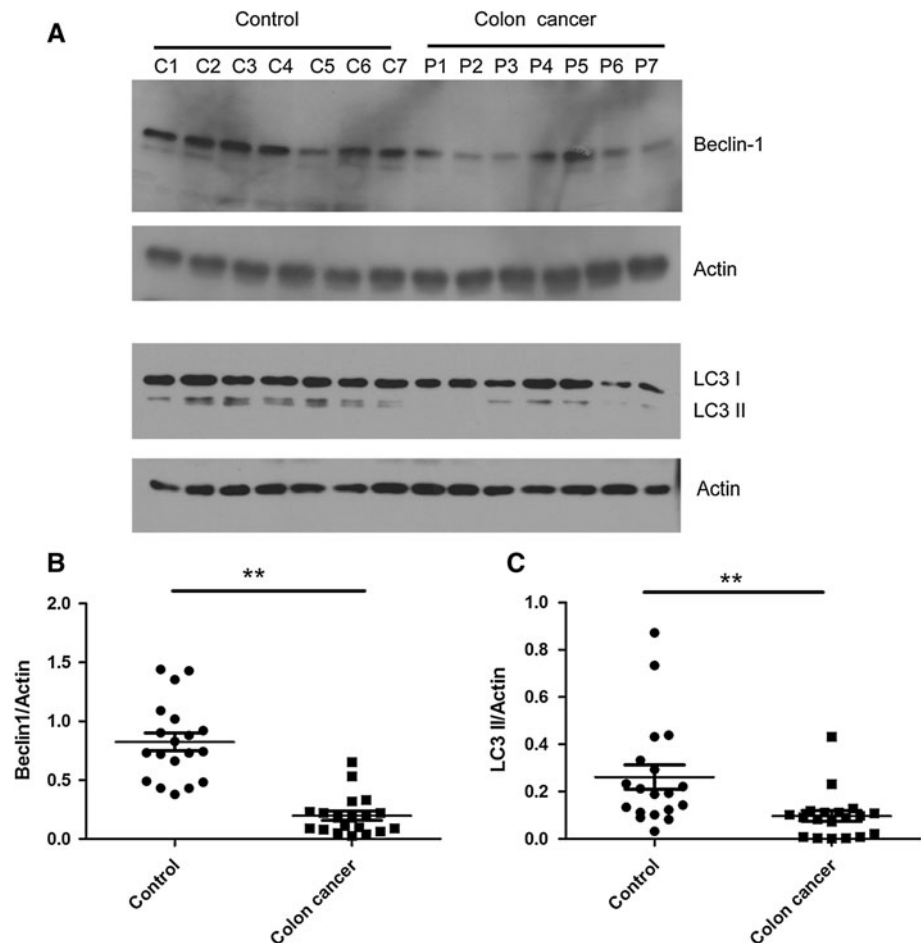 A
Control
Colon cancer
C1 C2 C3 C4 C5 C6 C7 P1 P2 P3 P4 P5 P6 P7
Beclin-1
Actin
LC3 I
LC3 II
Actin
B
**
2.0
1.5
1.0
0.5
0.0
Beclin1/Actin
Control
Colon cancer
C
**
1.0
0.8
0.6
0.4
0.2
0.0
LC3 II/Actin
Control
Colon cancer